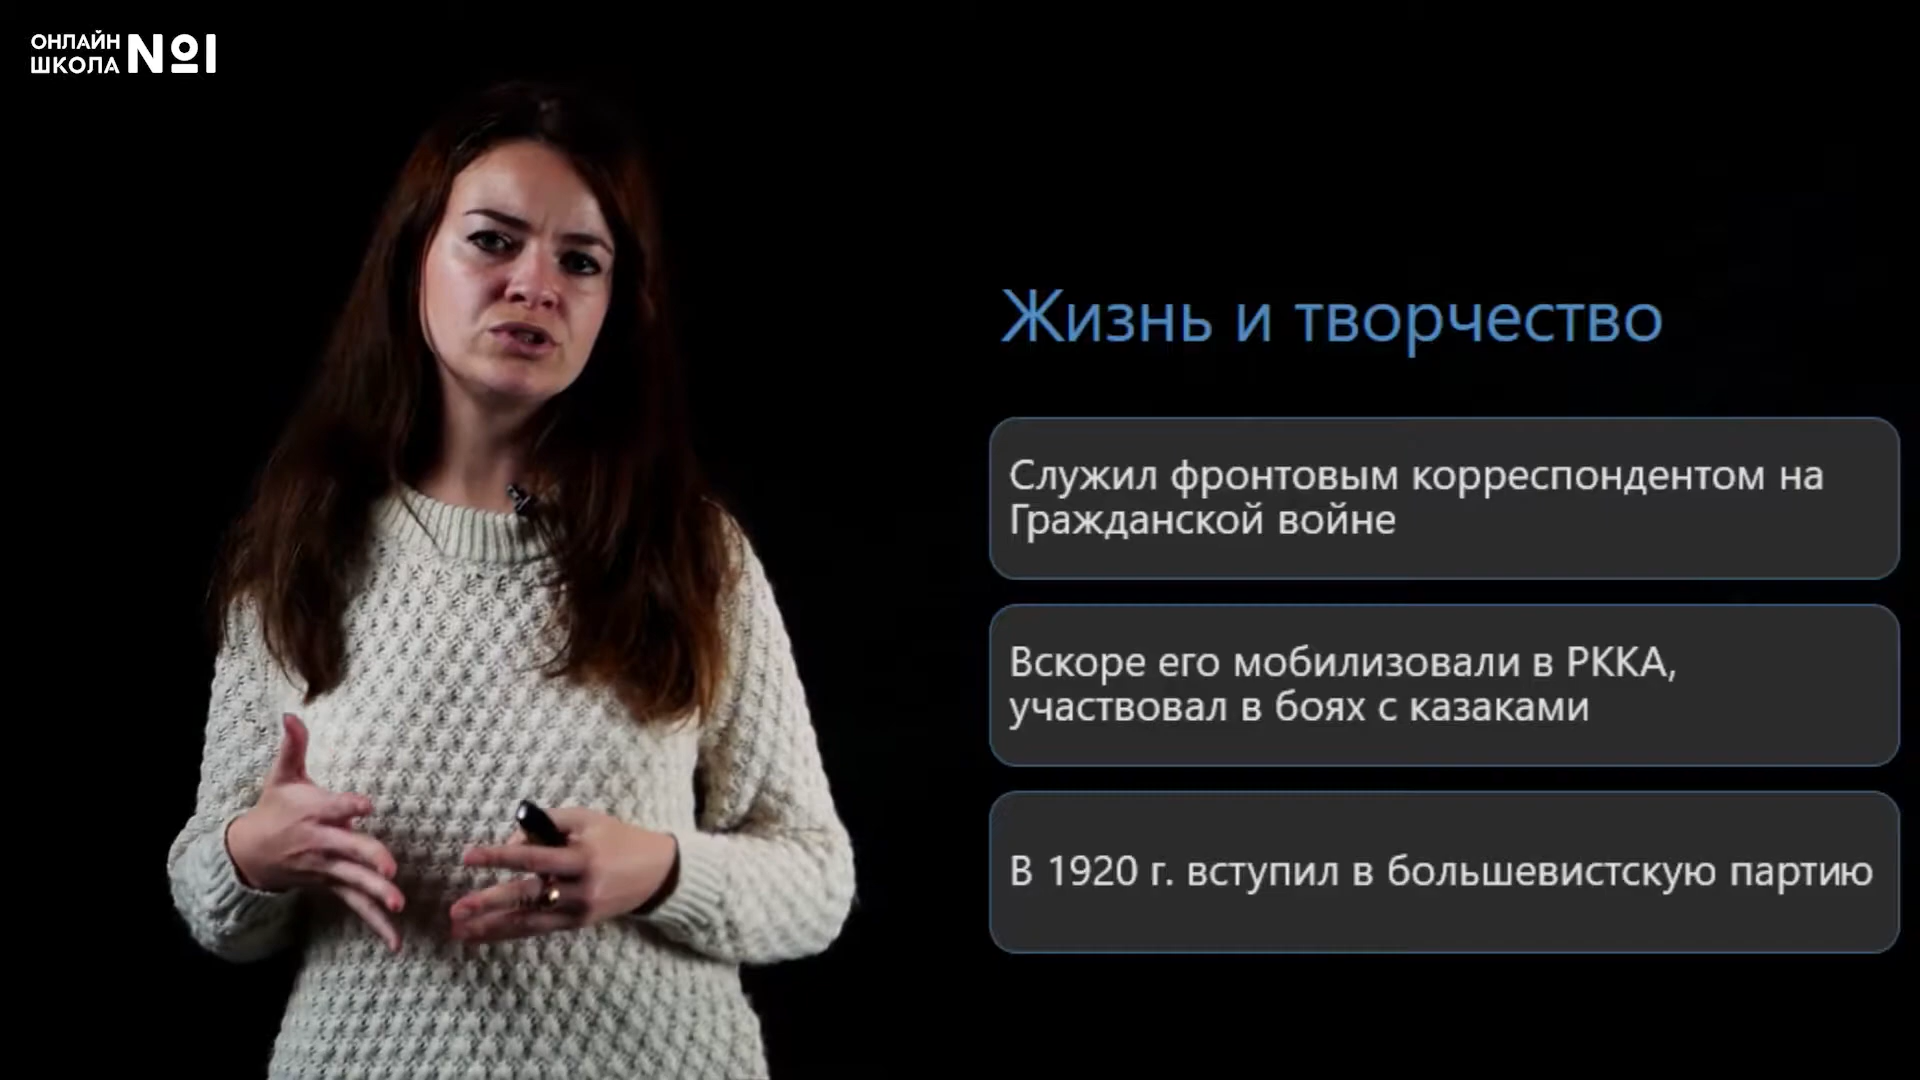 ОНЛАЙН
ШКОЛА №1
Жизнь и творчество
Служил фронтовым корреспондентом на
Гражданской войне
Вскоре его мобилизовали в РККА,
участвовал в боях с казаками
В 1920 г. вступил в большевистскую партию